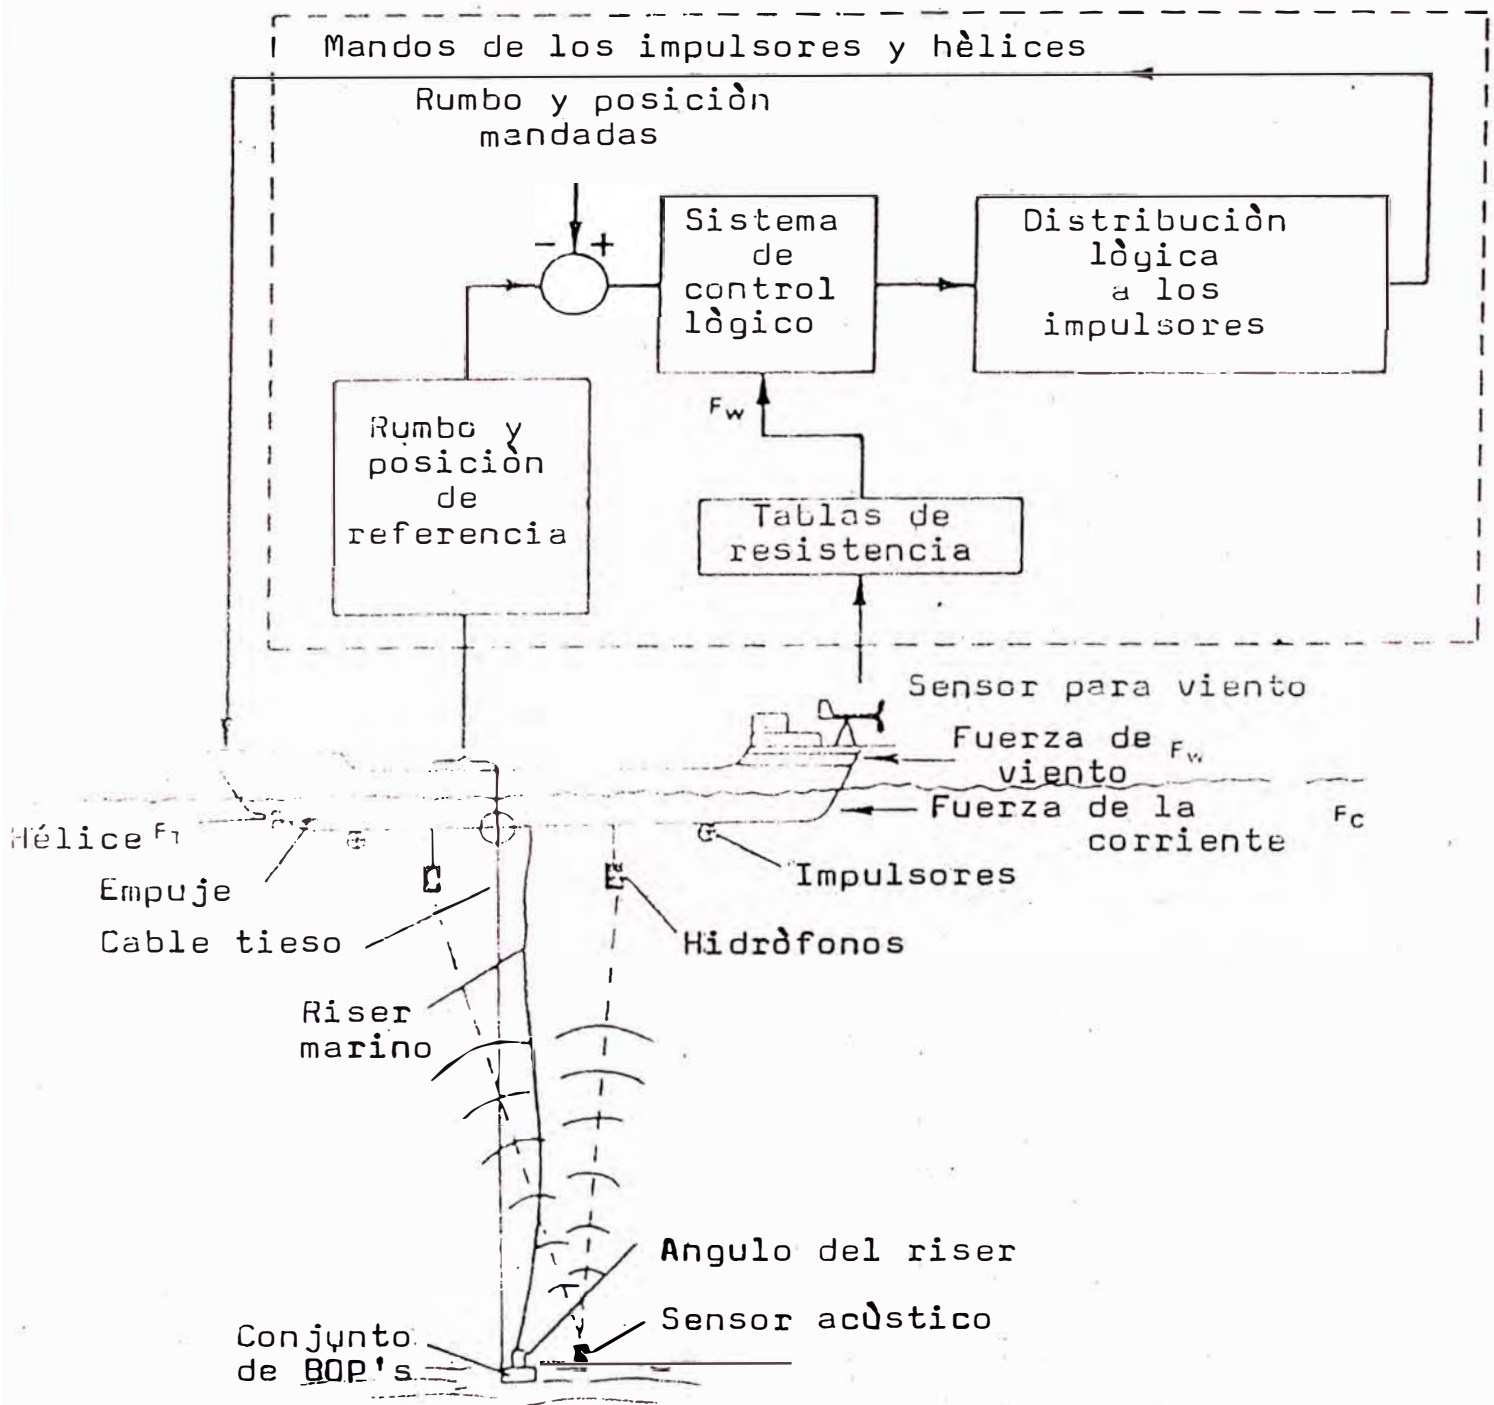 Mandos de los impulsores y hèlices
Rumbo y posiciòn
mandadas
- +
Sistema
de
control
lògico
Distribuciòn
lògica
a los
impulsores
Fw
Rumbo y
posiciòn
de
referencia
Tablas de
resistencia
Sensor para viento
Fuerza de Fw
viento
Fuerza de la Fc
corriente
Hélice FT
Impulsores
Empuje
Cable tieso
Hidròfonos
Riser
marino
Angulo del riser
Sensor acùstico
Conjunto
de BOP's